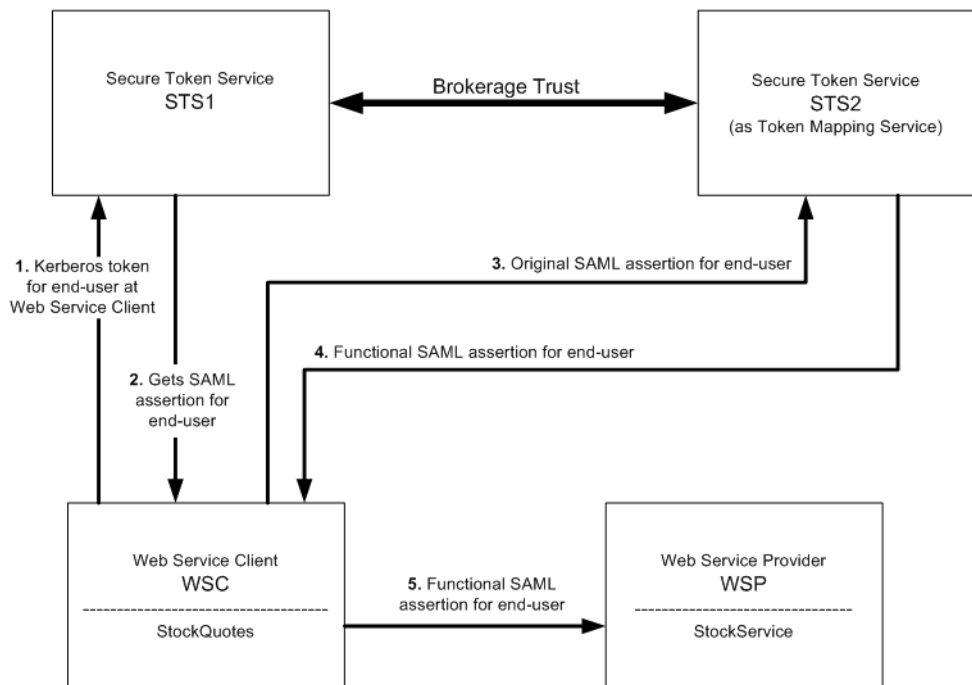 Secure Token Service
STS1
Brokerage Trust
Secure Token Service
STS2
(as Token Mapping Service)
1. Kerberos token
for end-user at
Web Service Client
2. Gets SAML
assertion for
end-user
3. Original SAML assertion for end-user
4. Functional SAML assertion for end-user
Web Service Client
WSC
StockQuotes
5. Functional SAML
assertion for end-user
Web Service Provider
WSP
StockService